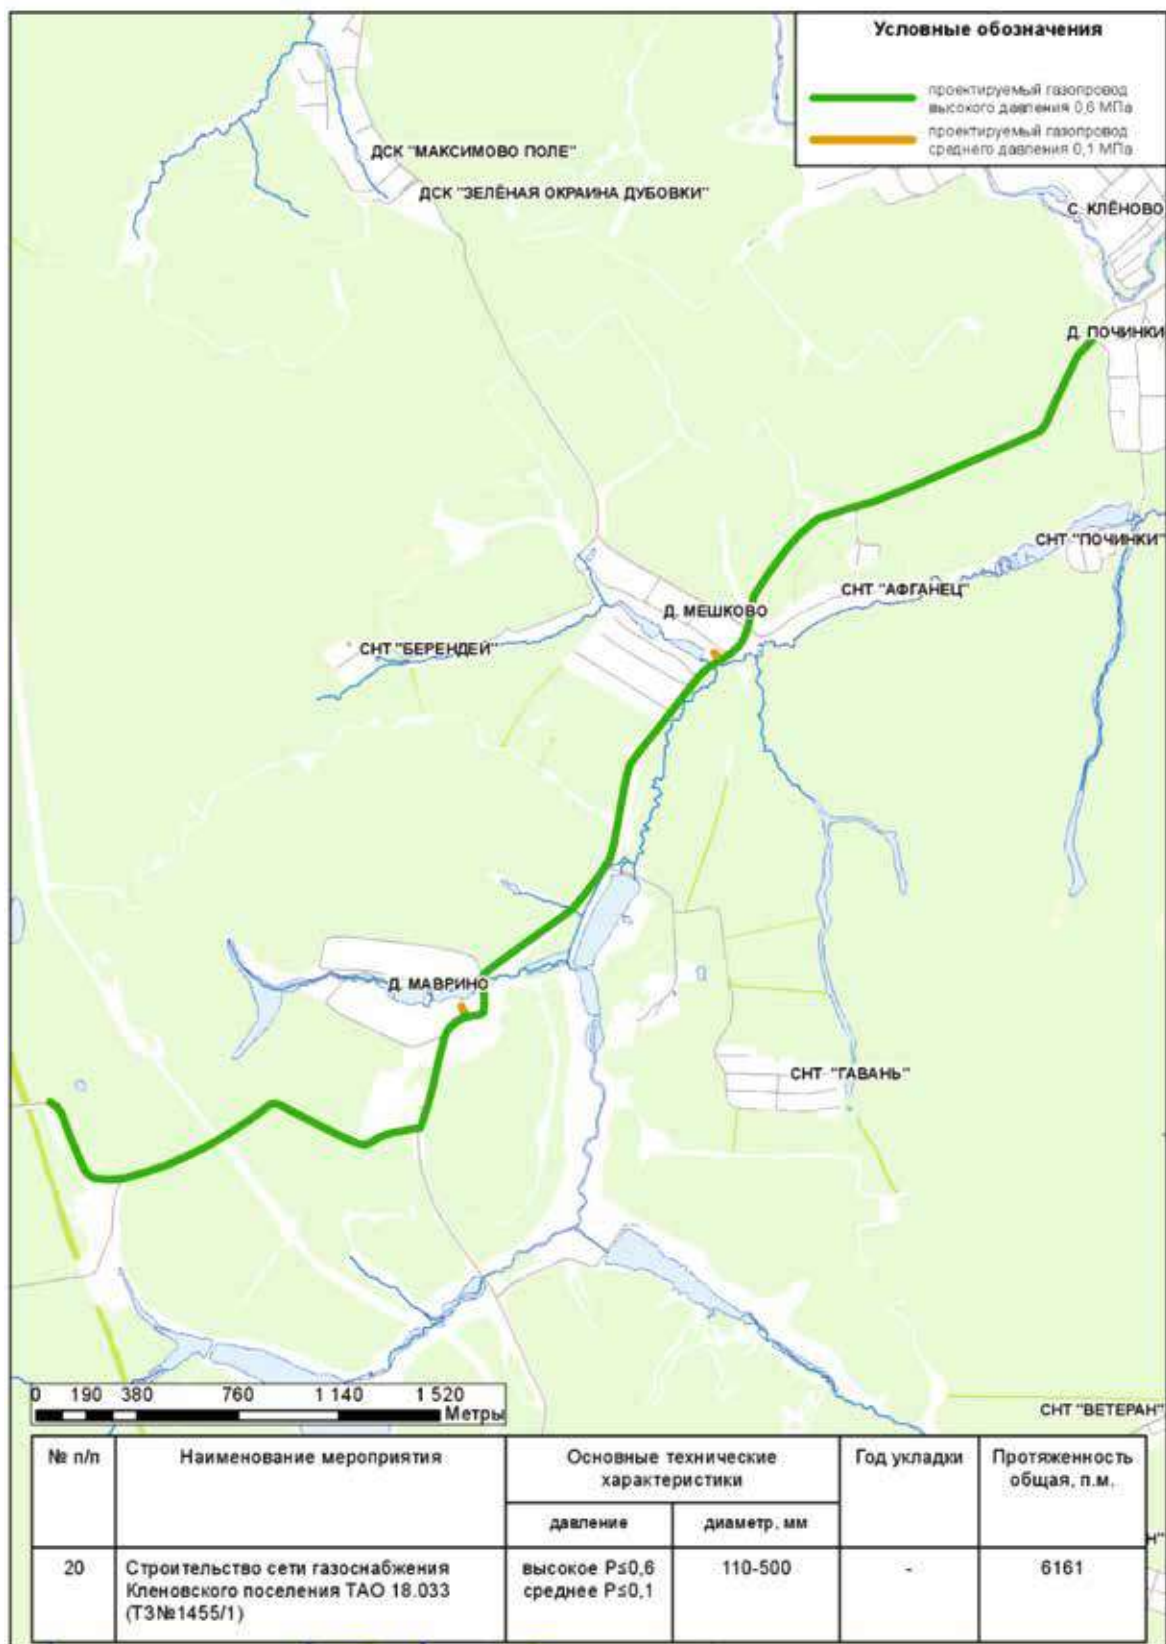 Условные обозначения
проектируемый газопровод
высокого давления 0,6 МПа
проектируемый газопровод
среднего давления 0,1 МПа
ДСК "МАКСИМОВО ПОЛЕ"
ДСК "ЗЕЛЁНАЯ ОКРАИНА ДУБОВКИ"
С. КЛЁНОВО
Д. ПОЧИНКИ
СНТ "ПОЧИНКИ"
СНТ "АФГАНЕЦ"
Д. МЕШКОВО
СНТ "БЕРЕНДЕЙ"
Д. МАВРИНО
СНТ "ГАВАНЬ"
0 190 380 760 1 140 1 520
Метры
СНТ "ВЕТЕРАН"
№ п/п
Наименование мероприятия
Основные технические
характеристики
Год укладки
Протяженность
общая, п.м.
давление
диаметр, мм
Н"
20
Строительство сети газоснабжения
Кленовского поселения ТАО 18.033
(ТЗ№1455/1)
высокое Р≤0,6
среднее Р≤0,1
110-500
-
6161